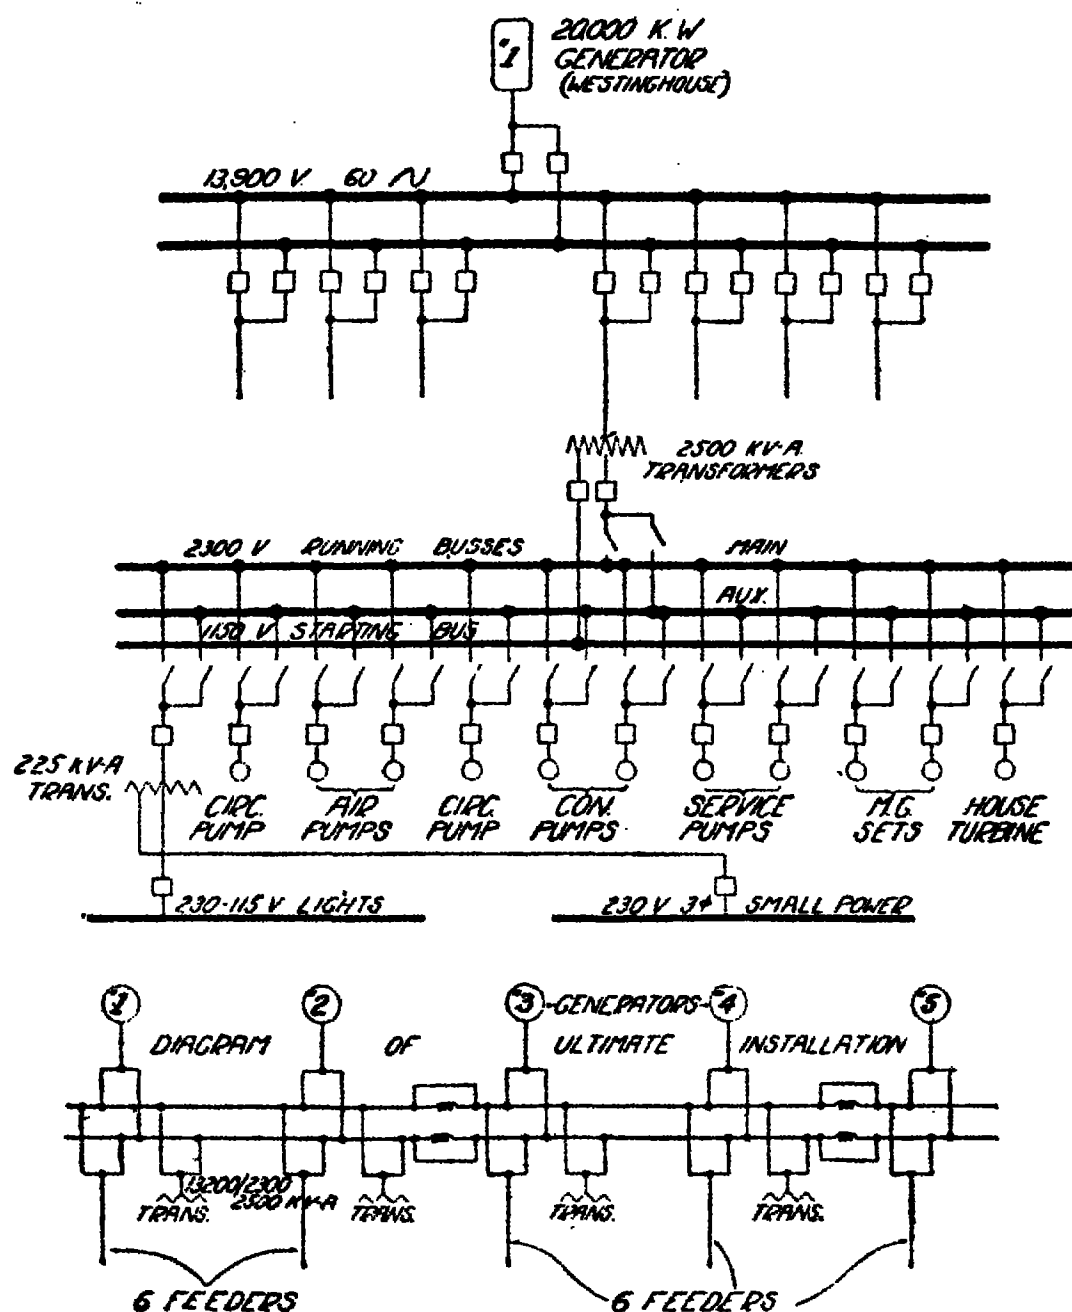 #1
20,000 K.W
GENERATOR
(WESTINGHOUSE)
13,900 V. 60 ~
2500 KV-A.
TRANSFORMERS
2300 V RUNNING BUSSES MAIN
AUX.
1150 V STARTING BUS
225 KV-A
TRANS.
CIRC. PUMP
AIR PUMPS
CIRC. PUMP
CON. PUMPS
SERVICE PUMPS
M.G. SETS
HOUSE TURBINE
230-115 V LIGHTS
230 V 3ϕ SMALL POWER
#1 #2 #3 -GENERATORS- #4 #5
DIAGRAM OF ULTIMATE INSTALLATION
13200/2300
2500 KV-A
TRANS. TRANS. TRANS. TRANS.
6 FEEDERS 6 FEEDERS